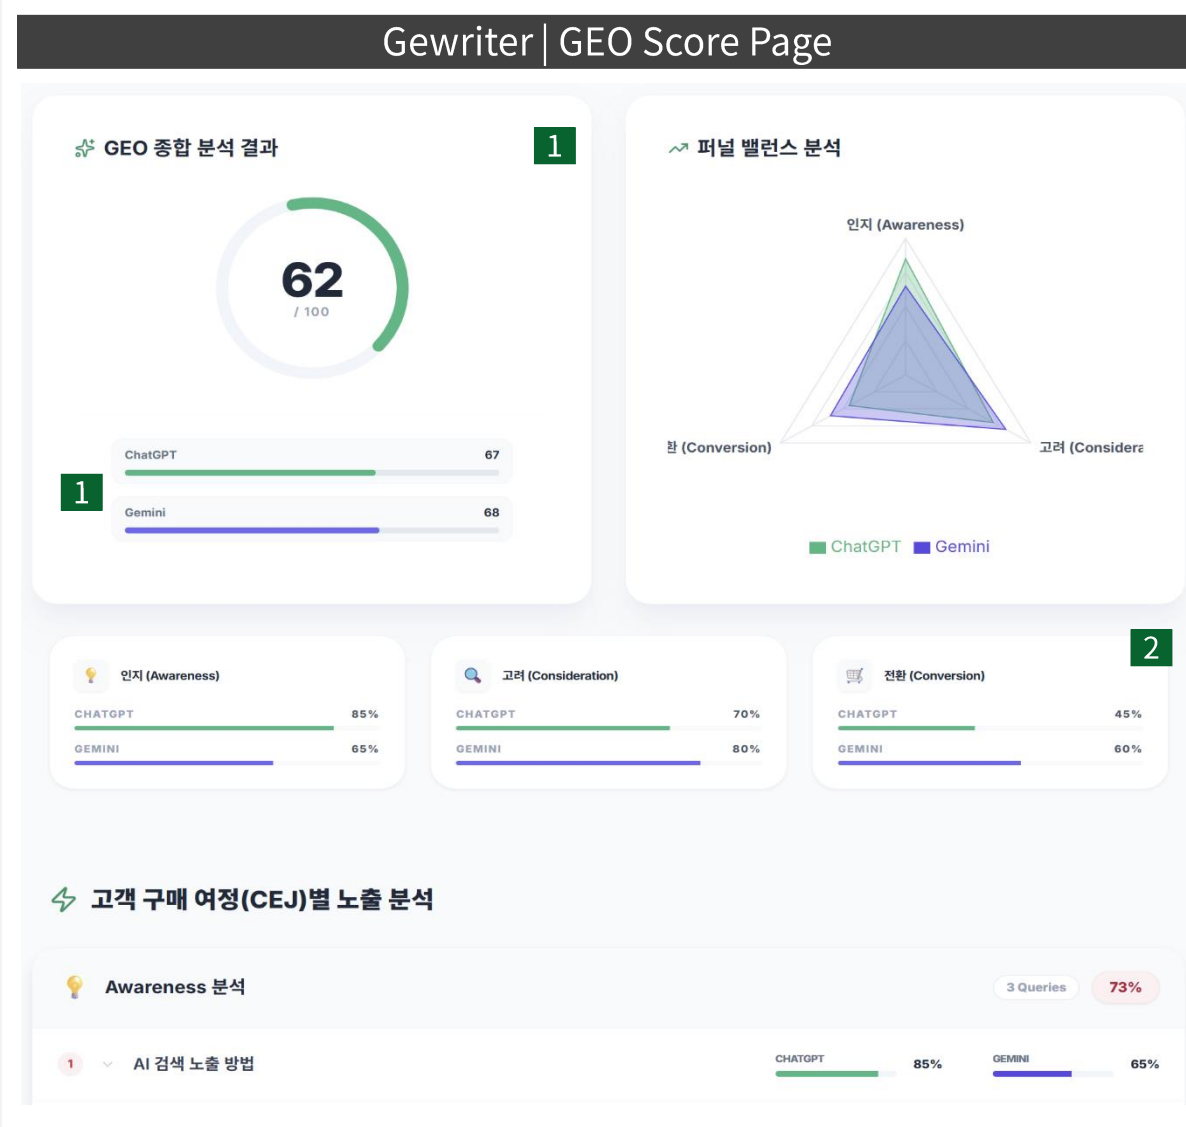 Gewriter | GEO Score Page
GEO 종합 분석 결과
1
62
/ 100
ChatGPT 67
1
Gemini 68
퍼널 밸런스 분석
인지 (Awareness)
환 (Conversion)
고려 (Considera
ChatGPT Gemini
2
인지 (Awareness)
CHATGPT 85%
GEMINI 65%
고려 (Consideration)
CHATGPT 70%
GEMINI 80%
전환 (Conversion)
CHATGPT 45%
GEMINI 60%
고객 구매 여정(CEJ)별 노출 분석
Awareness 분석 3 Queries 73%
1 AI 검색 노출 방법 CHATGPT 85% GEMINI 65%